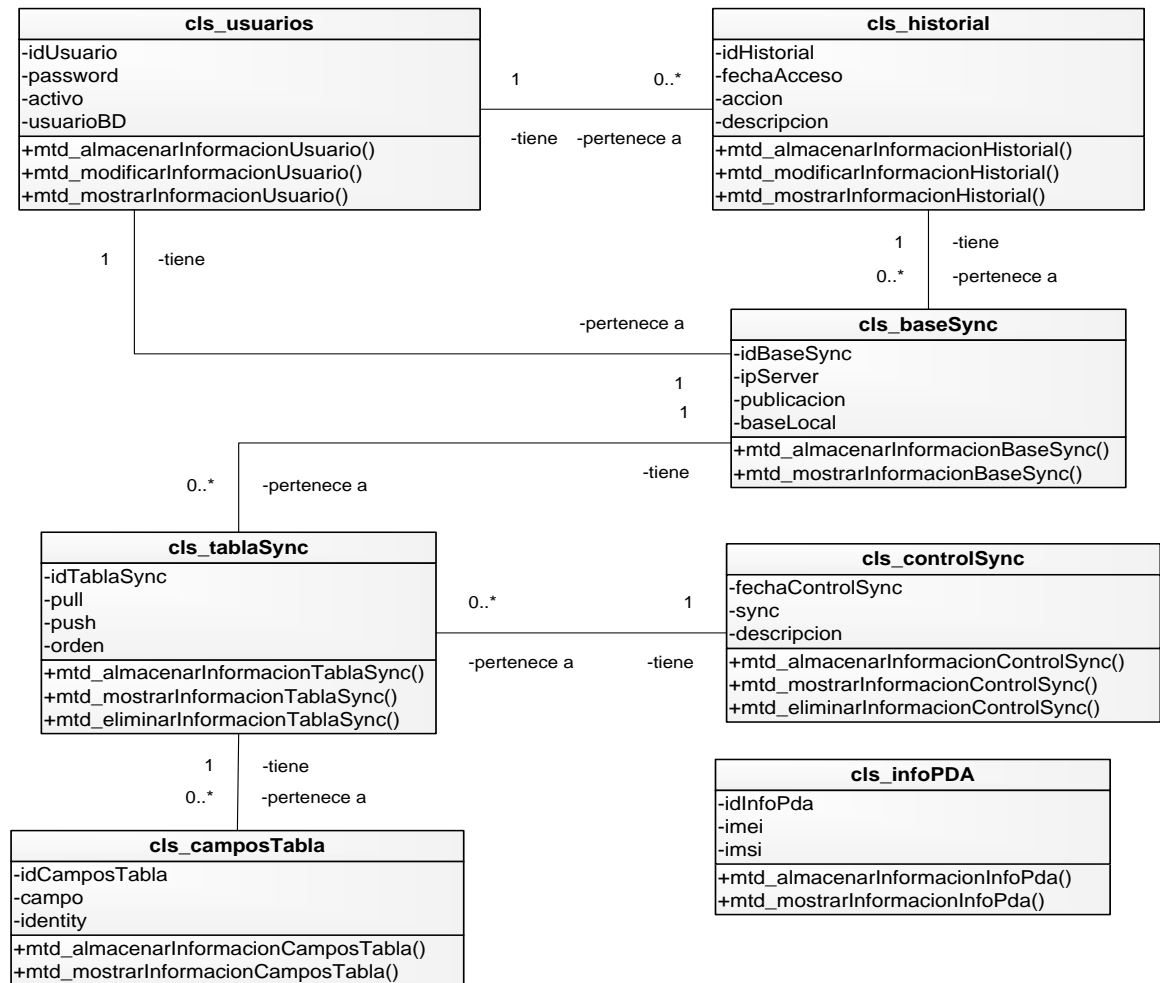 cls_usuarios
-idUsuario
-password
-activo
-usuarioBD
+mtd_almacenarInformacionUsuario()
+mtd_modificarInformacionUsuario()
+mtd_mostrarInformacionUsuario()
1
0..*
-tiene
-pertenece a
cls_historial
-idHistorial
-fechaAcceso
-accion
-descripcion
+mtd_almacenarInformacionHistorial()
+mtd_modificarInformacionHistorial()
+mtd_mostrarInformacionHistorial()
1
-tiene
1
-tiene
0..*
-pertenece a
-pertenece a
1
cls_baseSync
-idBaseSync
-ipServer
-publicacion
-baseLocal
+mtd_almacenarInformacionBaseSync()
+mtd_mostrarInformacionBaseSync()
1
-tiene
0..*
-pertenece a
cls_tablaSync
-idTablaSync
-pull
-push
-orden
+mtd_almacenarInformacionTablaSync()
+mtd_mostrarInformacionTablaSync()
+mtd_eliminarInformacionTablaSync()
0..*
1
-pertenece a
-tiene
cls_controlSync
-fechaControlSync
-sync
-descripcion
+mtd_almacenarInformacionControlSync()
+mtd_mostrarInformacionControlSync()
+mtd_eliminarInformacionControlSync()
1
-tiene
0..*
-pertenece a
cls_infoPDA
-idInfoPda
-imei
-imsi
+mtd_almacenarInformacionInfoPda()
+mtd_mostrarInformacionInfoPda()
cls_camposTabla
-idCamposTabla
-campo
-identity
+mtd_almacenarInformacionCamposTabla()
+mtd_mostrarInformacionCamposTabla()